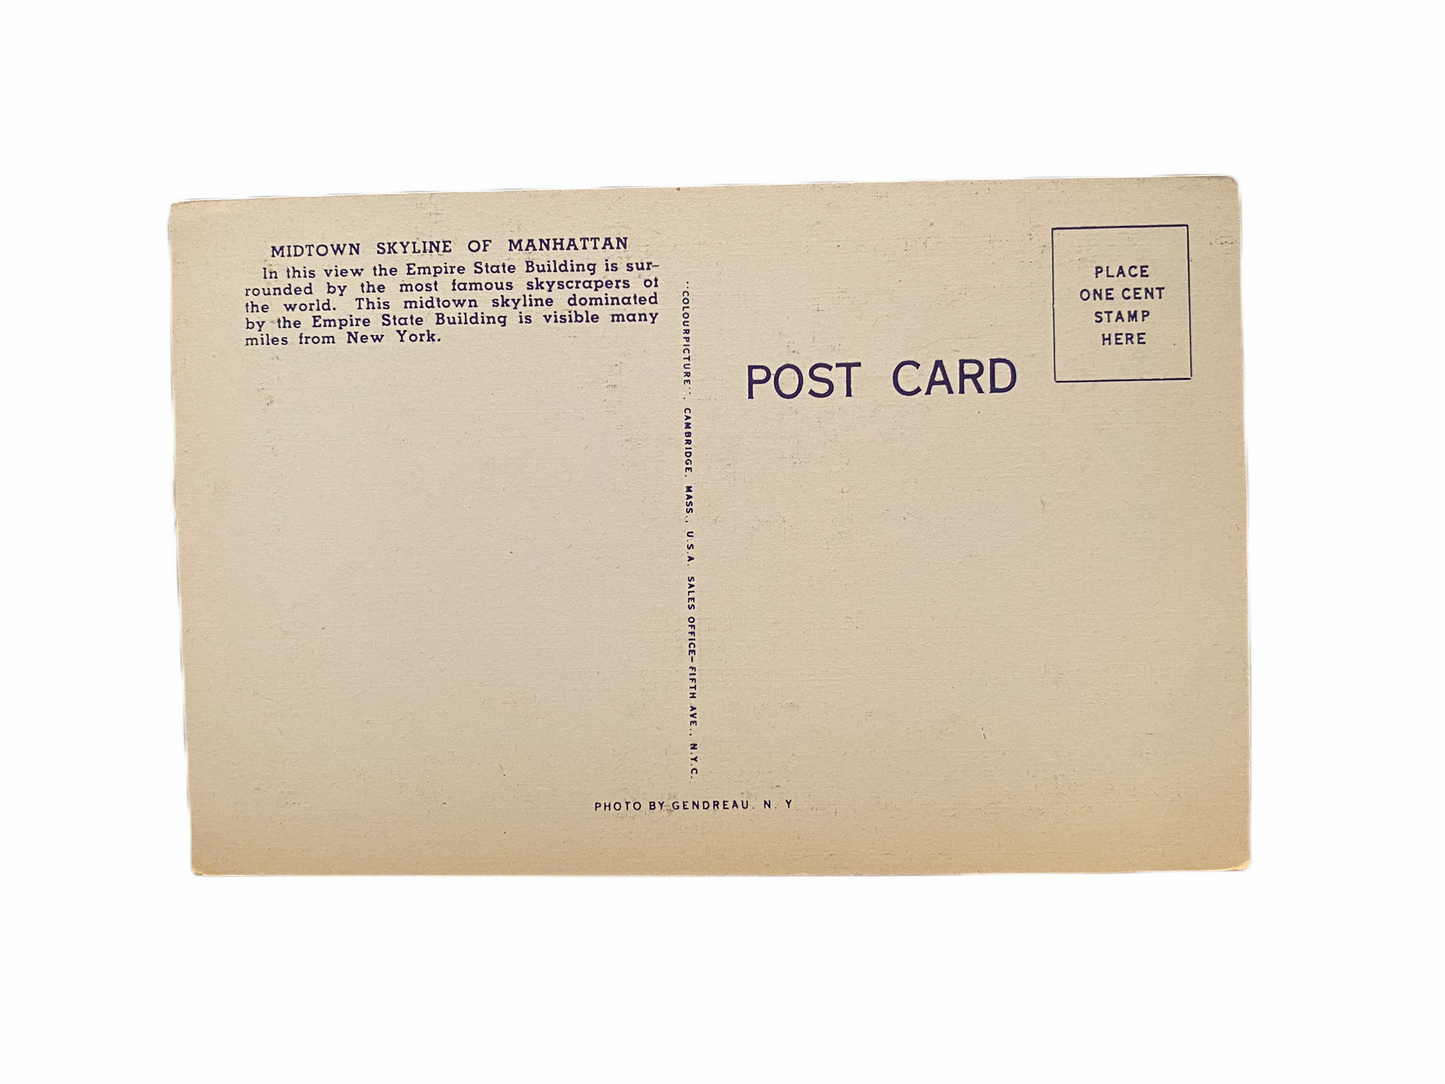 MIDTOWN SKYLINE OF MANHATTAN
In this view the Empire State Building is sur-
rounded by the most famous skyscrapers of
the world. This midtown skyline dominated
by the Empire State Building is visible many
miles from New York.
"COLOURPICTURE", CAMBRIDGE, MASS., U.S.A. SALES OFFICE—FIFTH AVE., N.Y.C.
POST CARD
PLACE
ONE CENT
STAMP
HERE
PHOTO BY GENDREAU. N. Y